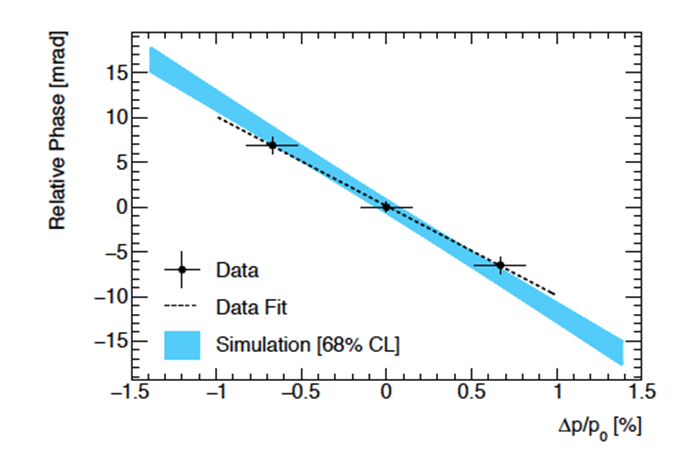 Relative Phase [mrad]
15
10
5
0
−5
−10
−15
Data
Data Fit
Simulation [68% CL]
−1.5 −1 −0.5 0 0.5 1 1.5
Δp/p0 [%]